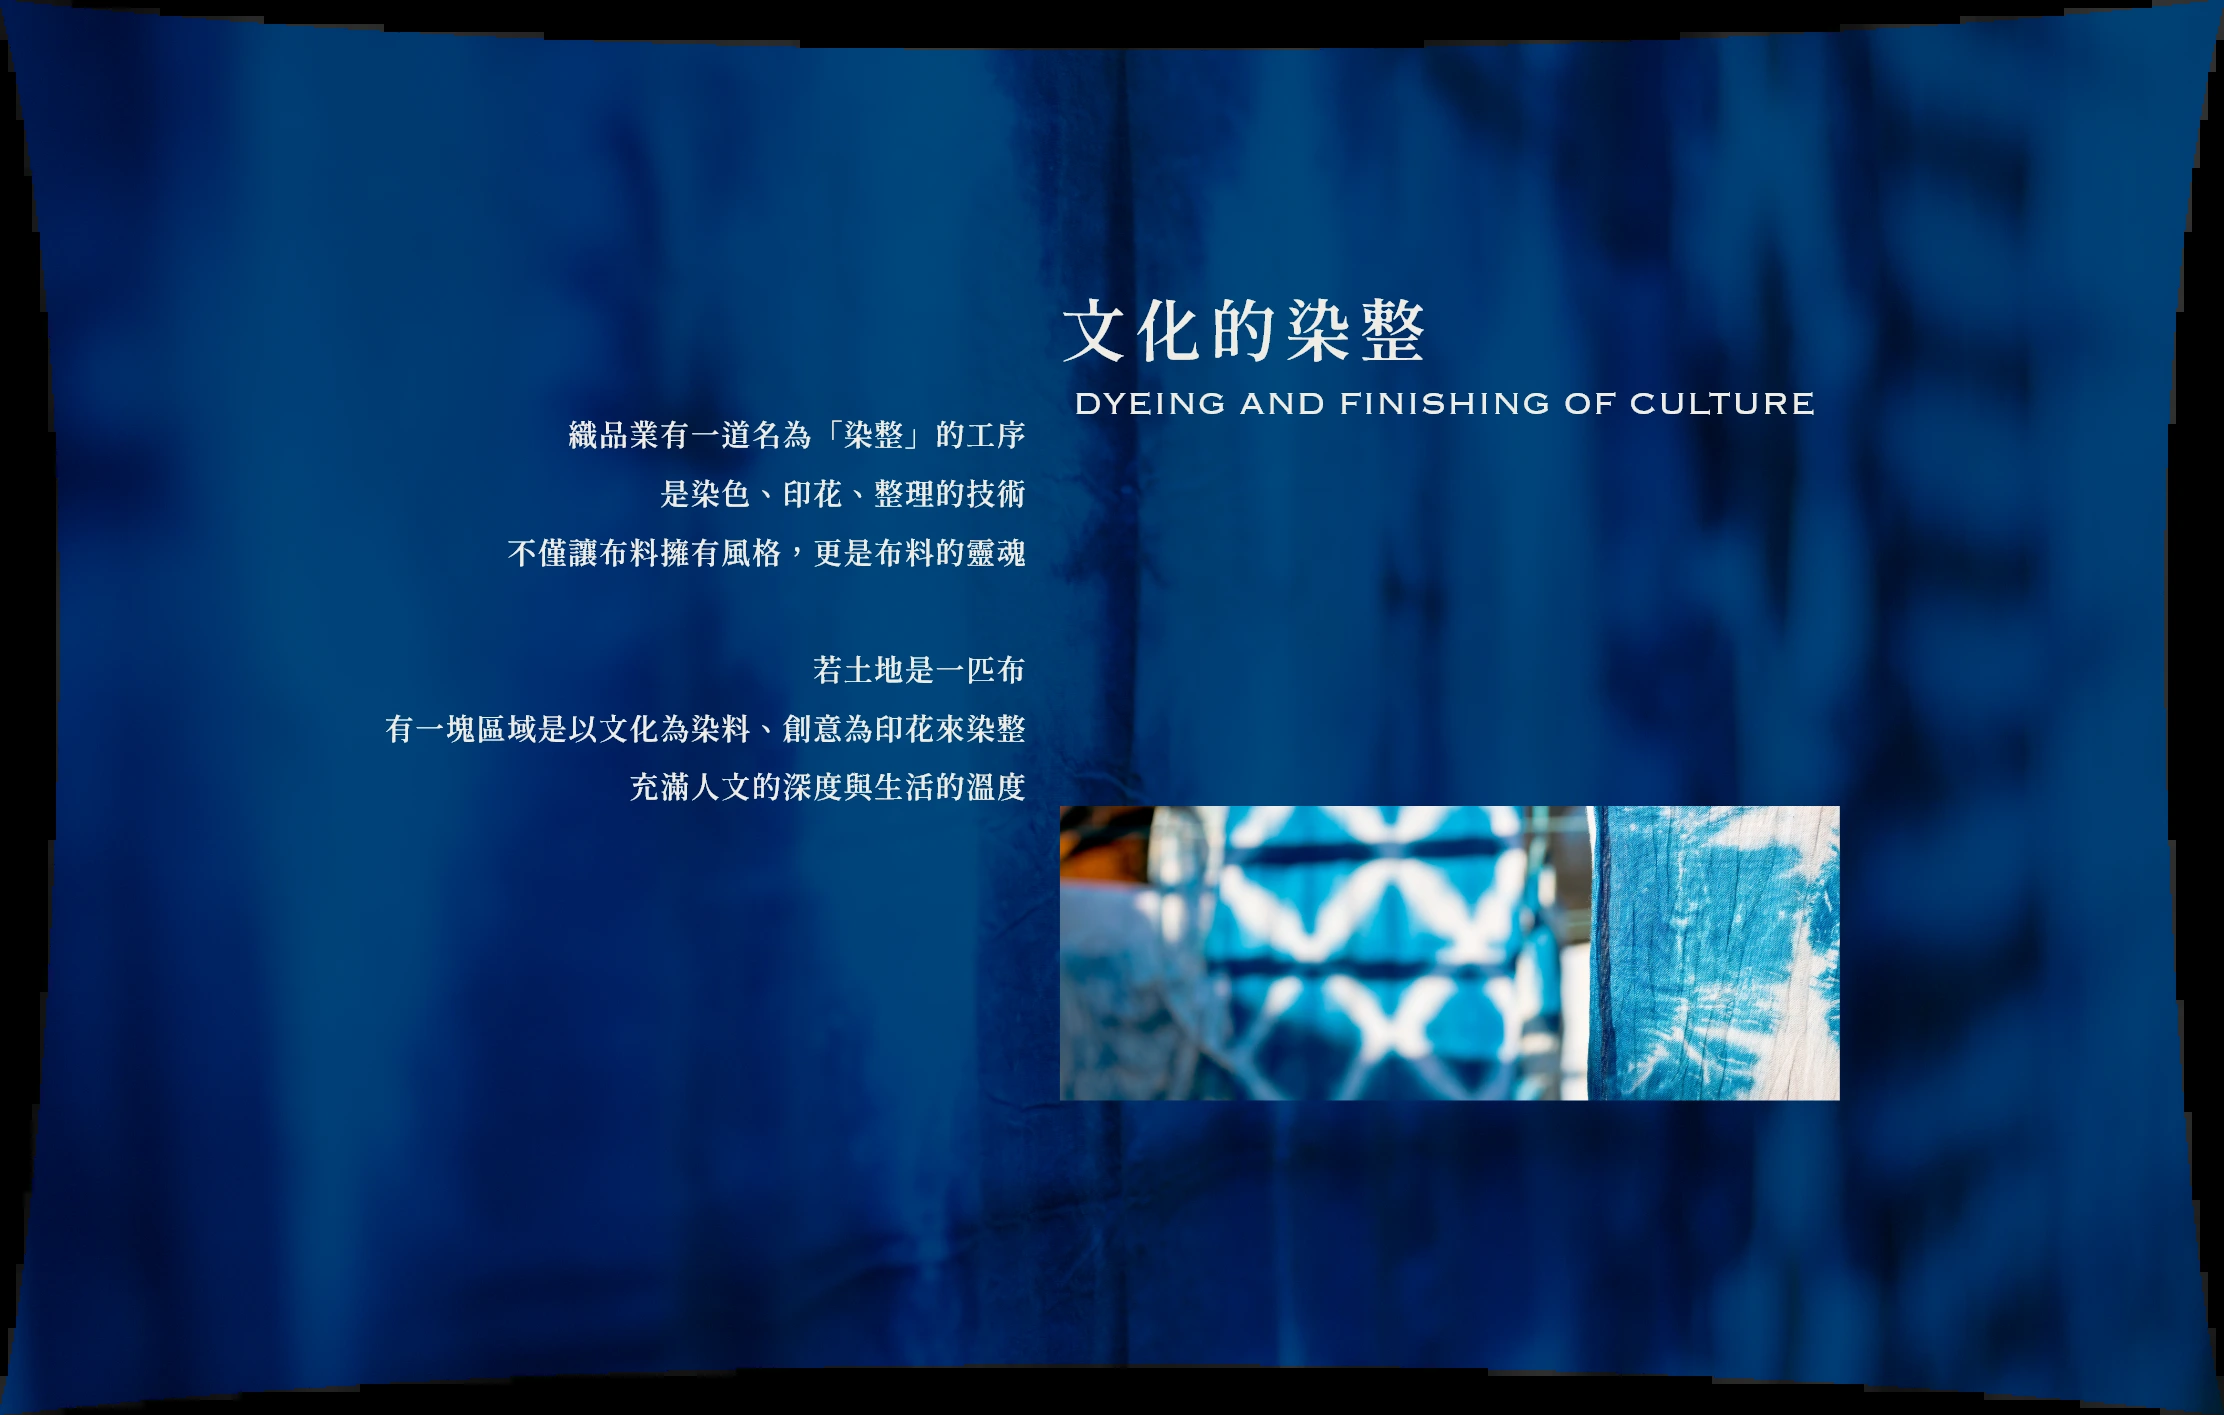 文化的染整
DYEING AND FINISHING OF CULTURE
織品業有一道名為「染整」的工序
是染色、印花、整理的技術
不僅讓布料擁有風格，更是布料的靈魂
若土地是一匹布
有一塊區域是以文化為染料、創意為印花來染整
充滿人文的深度與生活的溫度